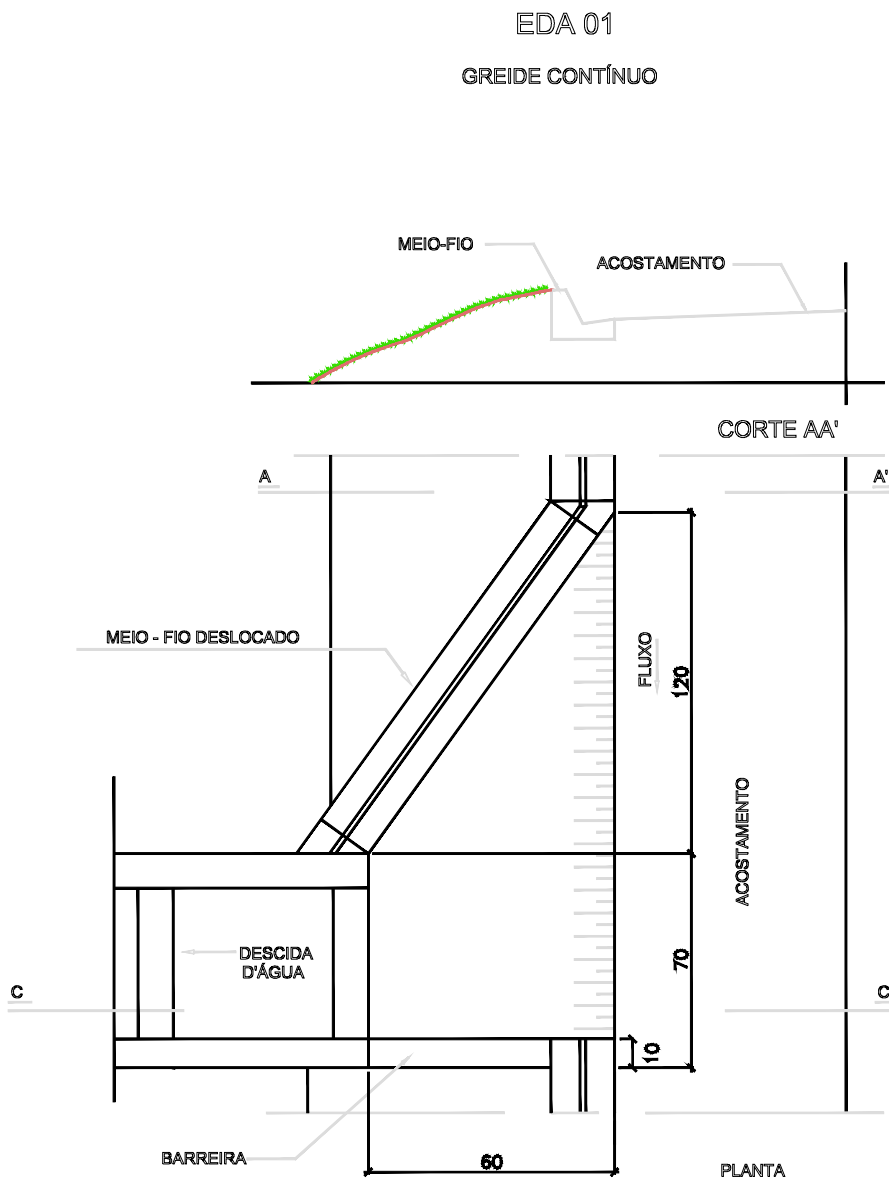 EDA 01
GREIDE CONTÍNUO
MEIO-FIO
ACOSTAMENTO
CORTE AA'
A
A'
MEIO - FIO DESLOCADO
FLUXO
120
ACOSTAMENTO
DESCIDA
D'ÁGUA
70
C
C
10
BARREIRA
60
PLANTA